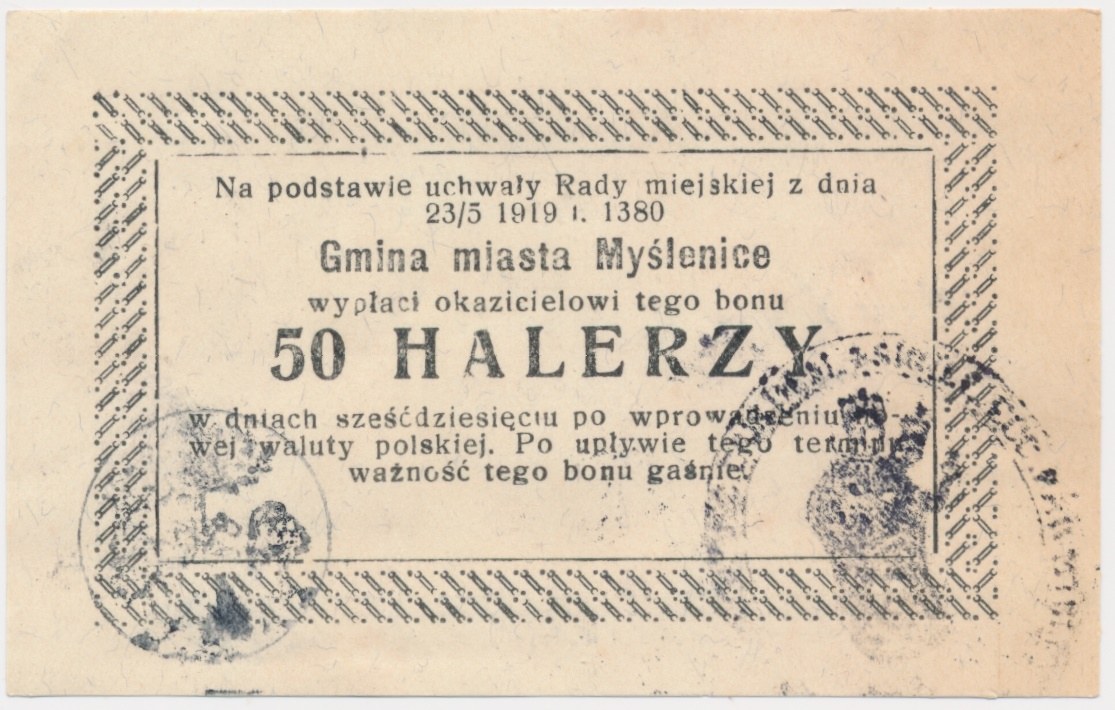 Na podstawie uchwały Rady miejskiej z dnia
23/5 1919 l. 1380
Gmina miasta Myślenice
wypłaci okazicielowi tego bonu
50 HALERZY
w dniach sześćdziesięciu po wprowadzeniu
wej waluty polskiej. Po upływie tego terminu
ważność tego bonu gaśnie.